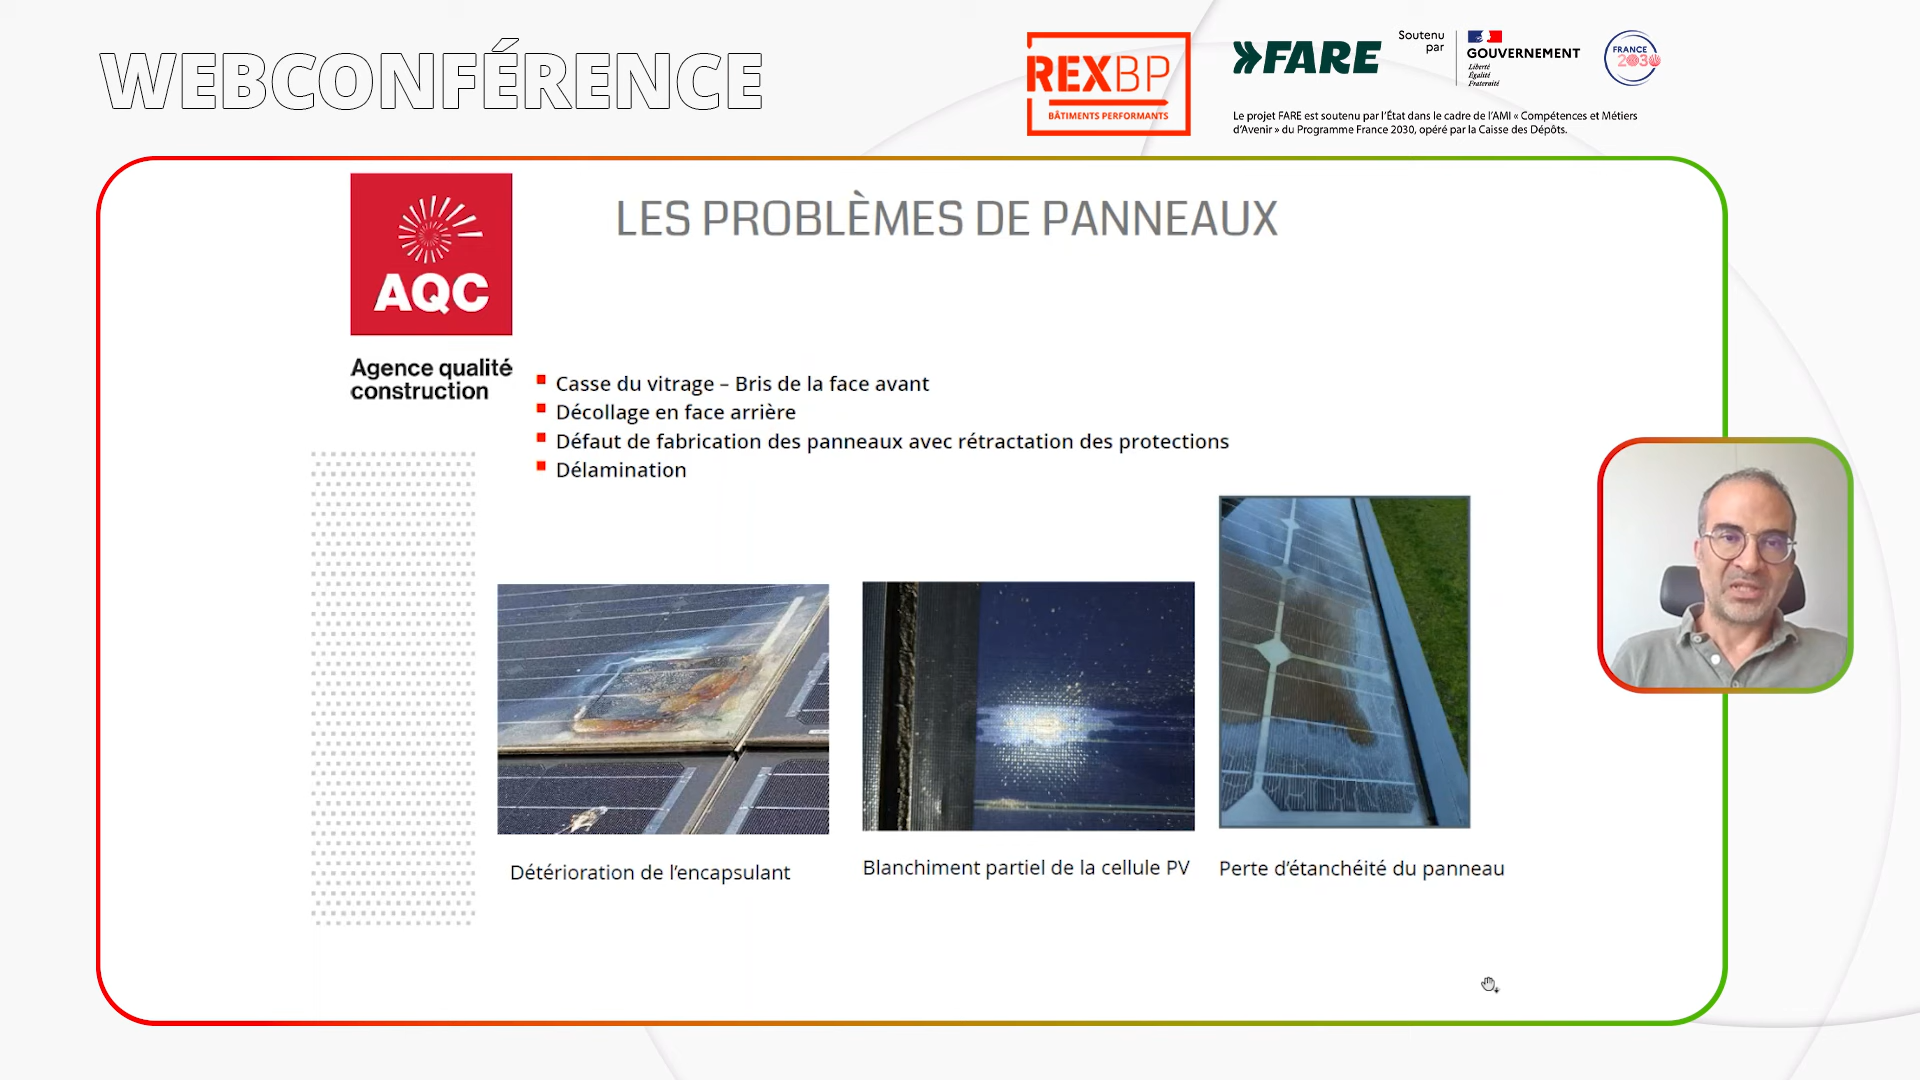 WEBCONFÉRENCE
REXBP
BÂTIMENTS PERFORMANTS
FARE
Soutenu
par
GOUVERNEMENT
Liberté
Égalité
Fraternité
FRANCE
2030
Le projet FARE est soutenu par l'État dans le cadre de l'AMI « Compétences et Métiers
d'Avenir » du Programme France 2030, opéré par la Caisse des Dépôts.
AQC
Agence qualité
construction
LES PROBLÈMES DE PANNEAUX
Casse du vitrage – Bris de la face avant
Décollage en face arrière
Défaut de fabrication des panneaux avec rétractation des protections
Délamination
Détérioration de l'encapsulant
Blanchiment partiel de la cellule PV
Perte d'étanchéité du panneau